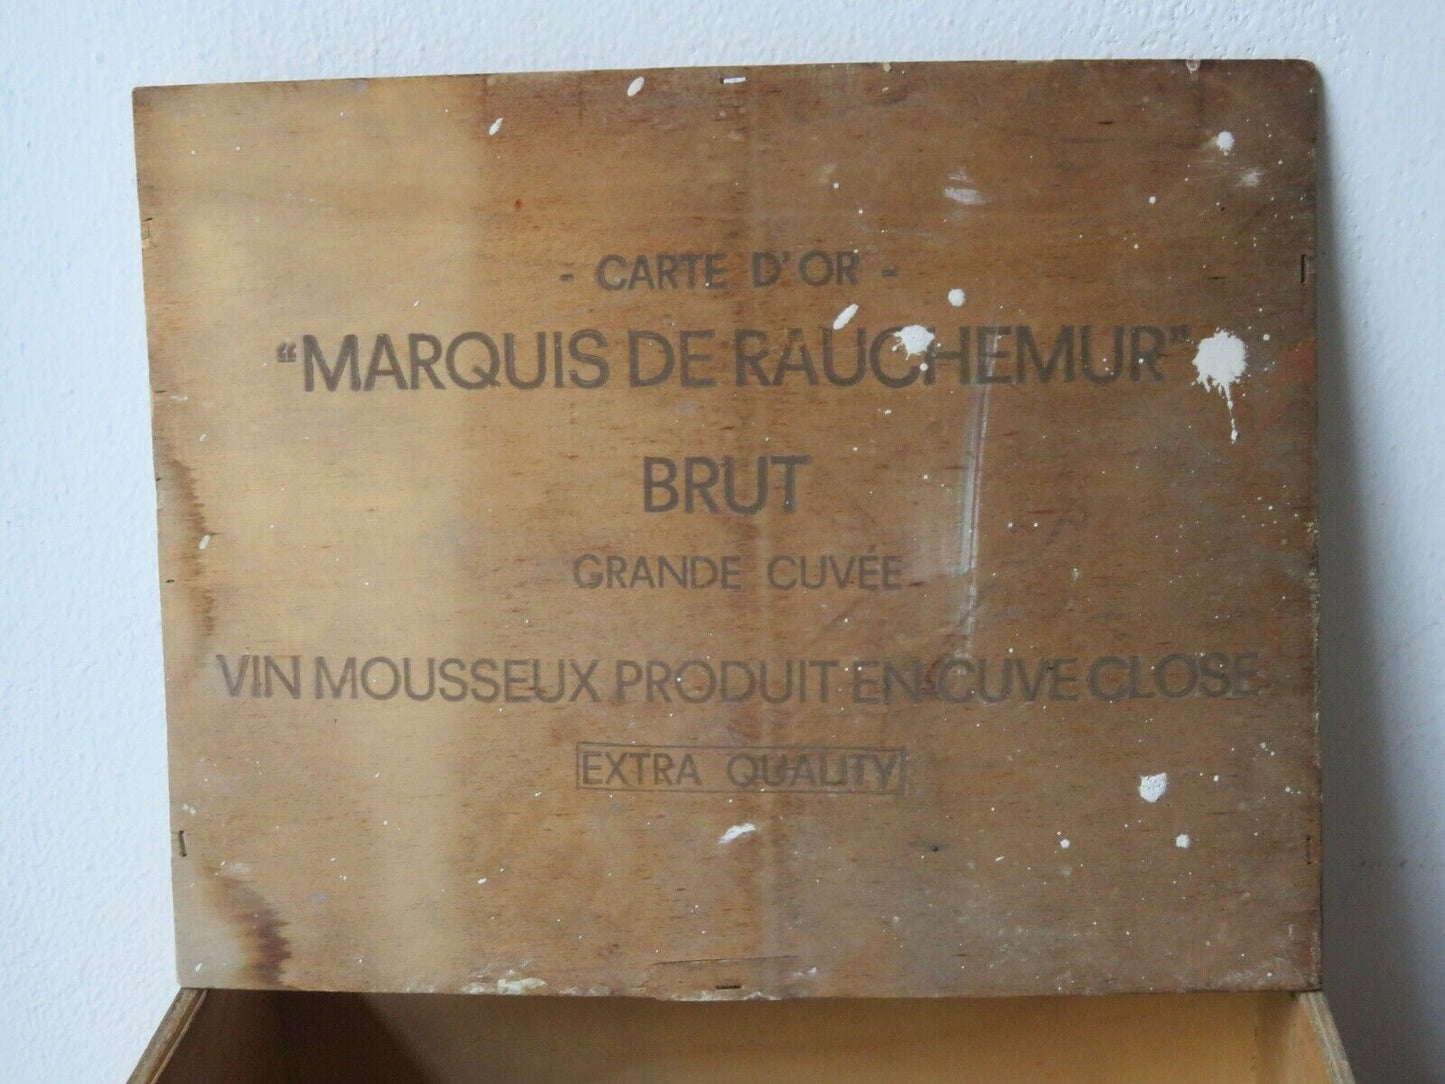 - CARTE D'OR -
"MARQUIS DE RAUCHEMUR"
BRUT
GRANDE CUVÉE
VIN MOUSSEUX PRODUIT EN CUVE CLOSE
EXTRA QUALITY